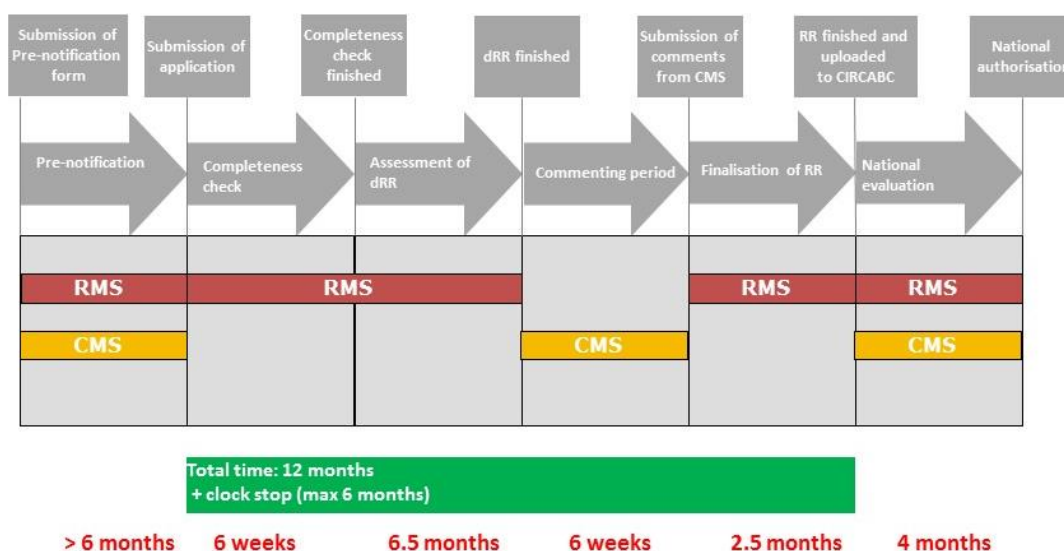 Submission of
Pre-notification
form
Submission of
application
Completeness
check
finished
dRR finished
Submission of
comments
from CMS
RR finished and
uploaded
to CIRCABC
National
authorisation
Pre-notification
Completeness
check
Assessment of
dRR
Commenting period
Finalisation of RR
National
evaluation
RMS
RMS
RMS
RMS
CMS
CMS
CMS
Total time: 12 months
+ clock stop (max 6 months)
> 6 months
6 weeks
6.5 months
6 weeks
2.5 months
4 months